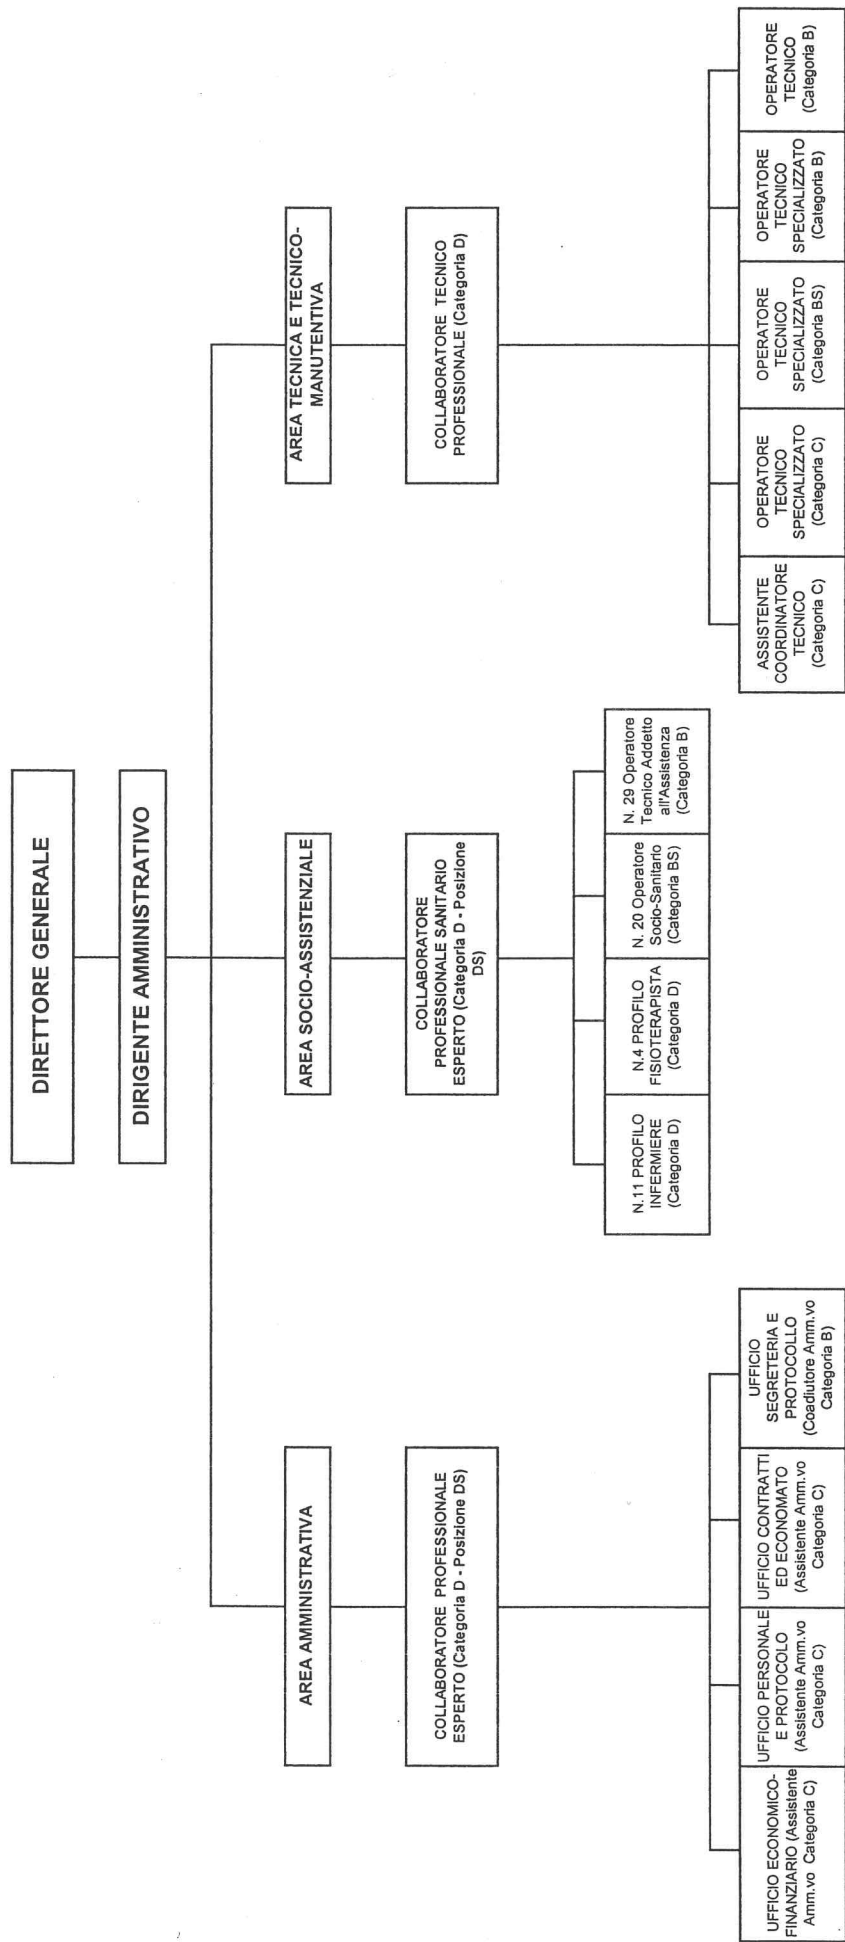 DIRETTORE GENERALE
DIRIGENTE AMMINISTRATIVO
AREA AMMINISTRATIVA
AREA SOCIO-ASSISTENZIALE
AREA TECNICA E TECNICO-
MANUTENTIVA
COLLABORATORE PROFESSIONALE
ESPERTO (Categoria D - Posizione DS)
COLLABORATORE
PROFESSIONALE SANITARIO
ESPERTO (Categoria D - Posizione
DS)
COLLABORATORE TECNICO
PROFESSIONALE (Categoria D)
N.11 PROFILO
INFERMIERE
(Categoria D)
N.4 PROFILO
FISIOTERAPISTA
(Categoria D)
N. 20 Operatore
Socio-Sanitario
(Categoria BS)
N. 29 Operatore
Tecnico Addetto
all'Assistenza
(Categoria B)
UFFICIO ECONOMICO-
FINANZIARIO (Assistente
Amm.vo Categoria C)
UFFICIO PERSONALE
E PROTOCOLO
(Assistente Amm.vo
Categoria C)
UFFICIO CONTRATTI
ED ECONOMATO
(Assistente Amm.vo
Categoria C)
UFFICIO
SEGRETERIA E
PROTOCOLLO
(Coadiutore Amm.vo
Categoria B)
ASSISTENTE
COORDINATORE
TECNICO
(Categoria C)
OPERATORE
TECNICO
SPECIALIZZATO
(Categoria C)
OPERATORE
TECNICO
SPECIALIZZATO
(Categoria BS)
OPERATORE
TECNICO
SPECIALIZZATO
(Categoria B)
OPERATORE
TECNICO
(Categoria B)